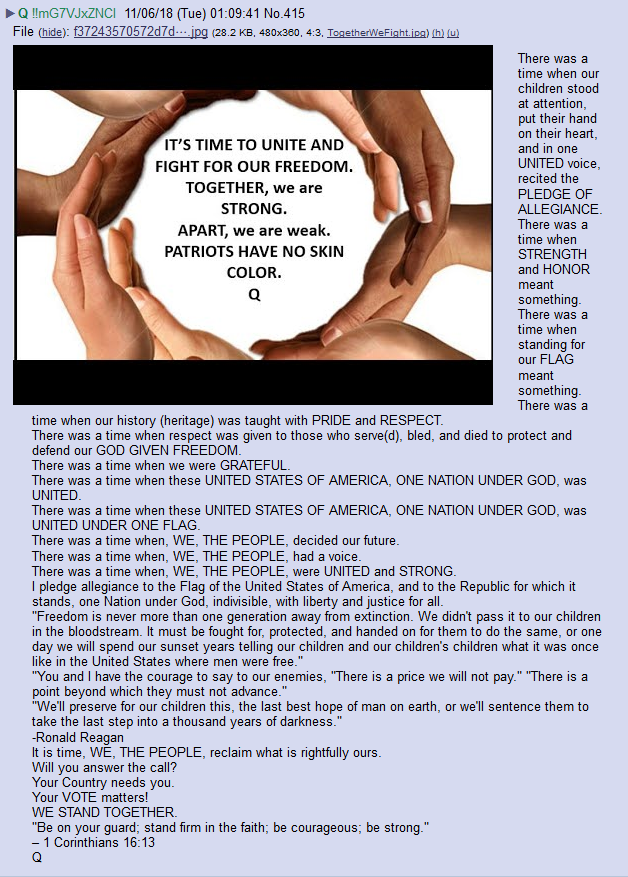 Q !!mG7VJxZNCI 11/06/18 (Tue) 01:09:41 No.415
File (hide): f37243570572d7d⋯.jpg (28.2 KB, 480x360, 4:3, TogetherWeFight.jpg) (h) (u)
IT'S TIME TO UNITE AND
FIGHT FOR OUR FREEDOM.
TOGETHER, we are
STRONG.
APART, we are weak.
PATRIOTS HAVE NO SKIN
COLOR.
Q
There was a
time when our
children stood
at attention,
put their hand
on their heart,
and in one
UNITED voice,
recited the
PLEDGE OF
ALLEGIANCE.
There was a
time when
STRENGTH
and HONOR
meant
something.
There was a
time when
standing for
our FLAG
meant
something.
There was a
time when our history (heritage) was taught with PRIDE and RESPECT.
There was a time when respect was given to those who serve(d), bled, and died to protect and
defend our GOD GIVEN FREEDOM.
There was a time when we were GRATEFUL.
There was a time when these UNITED STATES OF AMERICA, ONE NATION UNDER GOD, was
UNITED.
There was a time when these UNITED STATES OF AMERICA, ONE NATION UNDER GOD, was
UNITED UNDER ONE FLAG.
There was a time when, WE, THE PEOPLE, decided our future.
There was a time when, WE, THE PEOPLE, had a voice.
There was a time when, WE, THE PEOPLE, were UNITED and STRONG.
I pledge allegiance to the Flag of the United States of America, and to the Republic for which it
stands, one Nation under God, indivisible, with liberty and justice for all.
"Freedom is never more than one generation away from extinction. We didn't pass it to our children
in the bloodstream. It must be fought for, protected, and handed on for them to do the same, or one
day we will spend our sunset years telling our children and our children's children what it was once
like in the United States where men were free."
"You and I have the courage to say to our enemies, "There is a price we will not pay." "There is a
point beyond which they must not advance."
"We'll preserve for our children this, the last best hope of man on earth, or we'll sentence them to
take the last step into a thousand years of darkness."
-Ronald Reagan
It is time, WE, THE PEOPLE, reclaim what is rightfully ours.
Will you answer the call?
Your Country needs you.
Your VOTE matters!
WE STAND TOGETHER.
"Be on your guard; stand firm in the faith; be courageous; be strong."
– 1 Corinthians 16:13
Q